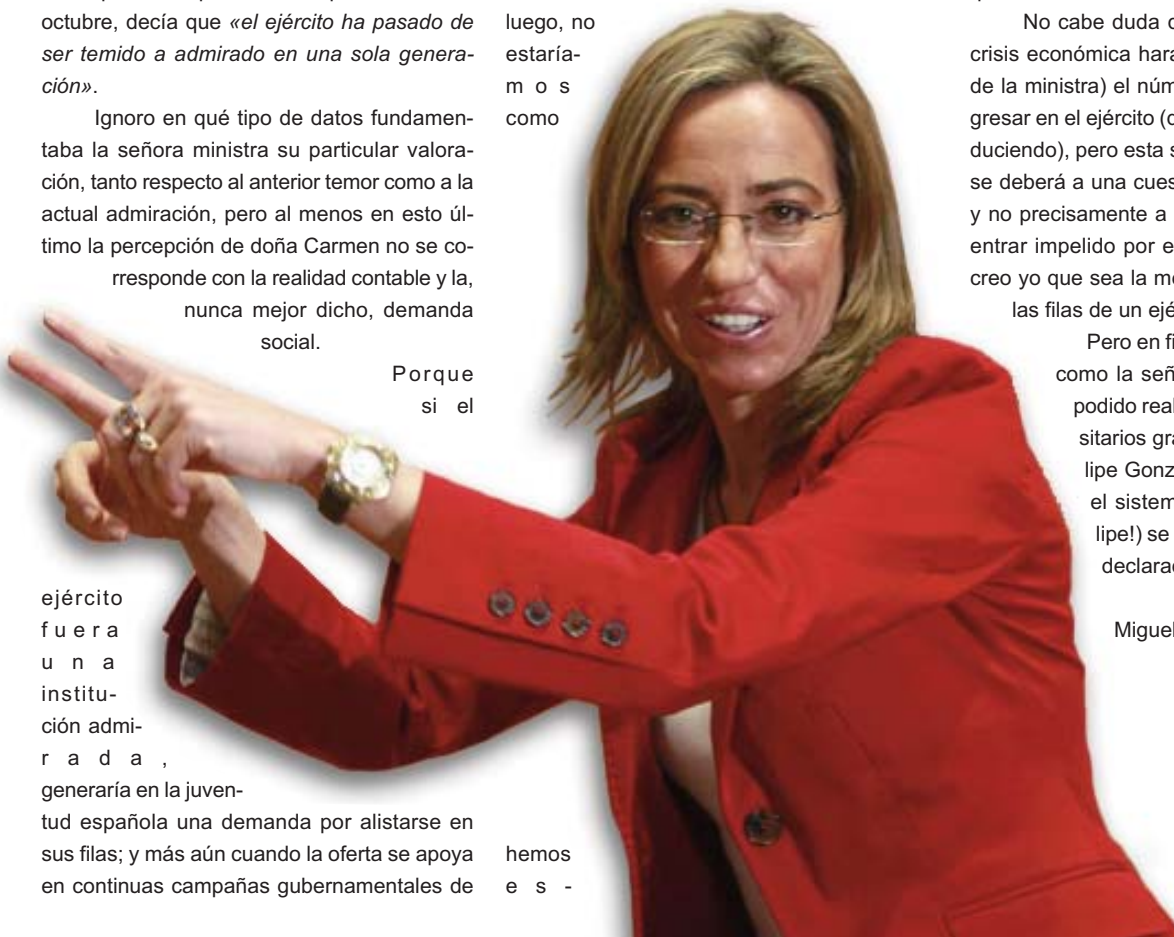 octubre, decía que «el ejército ha pasado de
ser temido a admirado en una sola genera-
ción».
Ignoro en qué tipo de datos fundamen-
taba la señora ministra su particular valora-
ción, tanto respecto al anterior temor como a la
actual admiración, pero al menos en esto úl-
timo la percepción de doña Carmen no se co-
rresponde con la realidad contable y la,
nunca mejor dicho, demanda
social.
Porque
si el
ejército
fuera
una
institu-
ción admi-
rada,
generaría en la juven-
tud española una demanda por alistarse en
sus filas; y más aún cuando la oferta se apoya
en continuas campañas gubernamentales de
luego, no
estaría-
mos
como
hemos
es-
No cabe duda
crisis económica hará
de la ministra) el núm
gresar en el ejército
duciendo), pero esta
se deberá a una cues
y no precisamente a
entrar impelido por e
creo yo que sea la me
las filas de un ejé
Pero en fi
como la señ
podido real
sitarios gra
lipe Gonz
el sistem
lipe!) se
declarac
Miguel